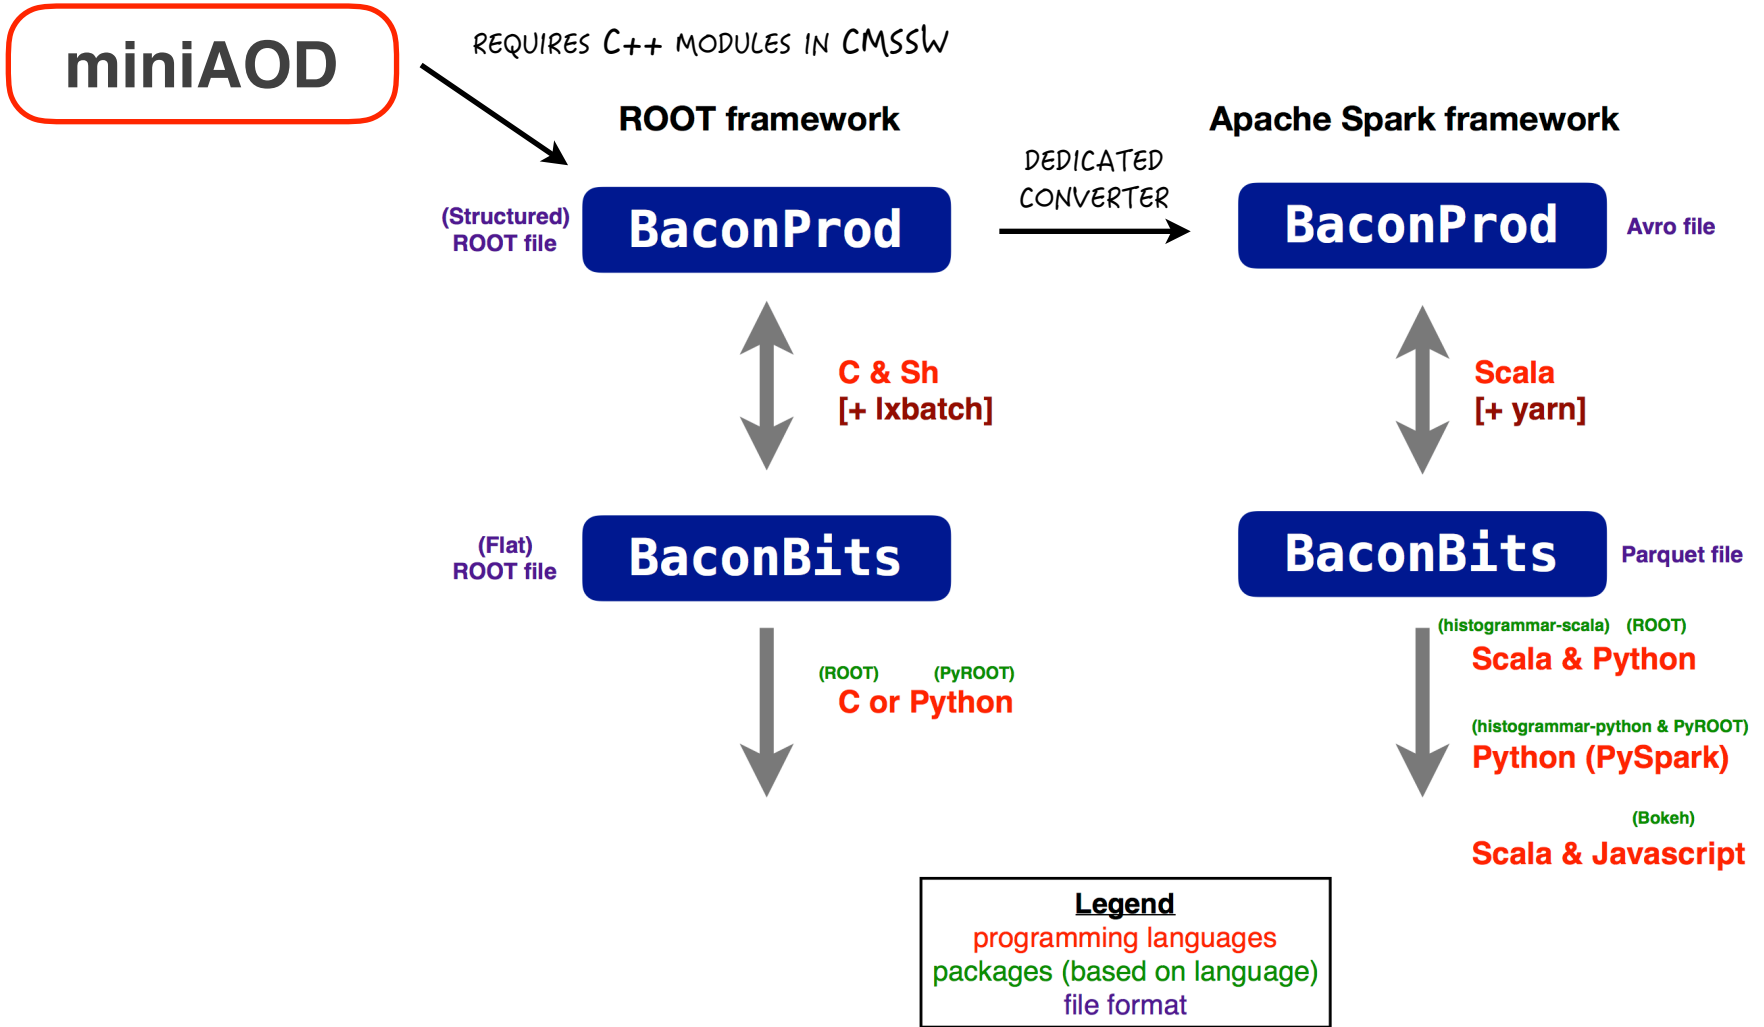 miniAOD
REQUIRES C++ MODULES IN CMSSW
ROOT framework
Apache Spark framework
DEDICATED
CONVERTER
(Structured)
ROOT file
BaconProd
BaconProd
Avro file
C & Sh
[+ lxbatch]
Scala
[+ yarn]
(Flat)
ROOT file
BaconBits
BaconBits
Parquet file
(ROOT) (PyROOT)
C or Python
(histogrammar-scala) (ROOT)
Scala & Python
(histogrammar-python & PyROOT)
Python (PySpark)
(Bokeh)
Scala & Javascript
Legend
programming languages
packages (based on language)
file format